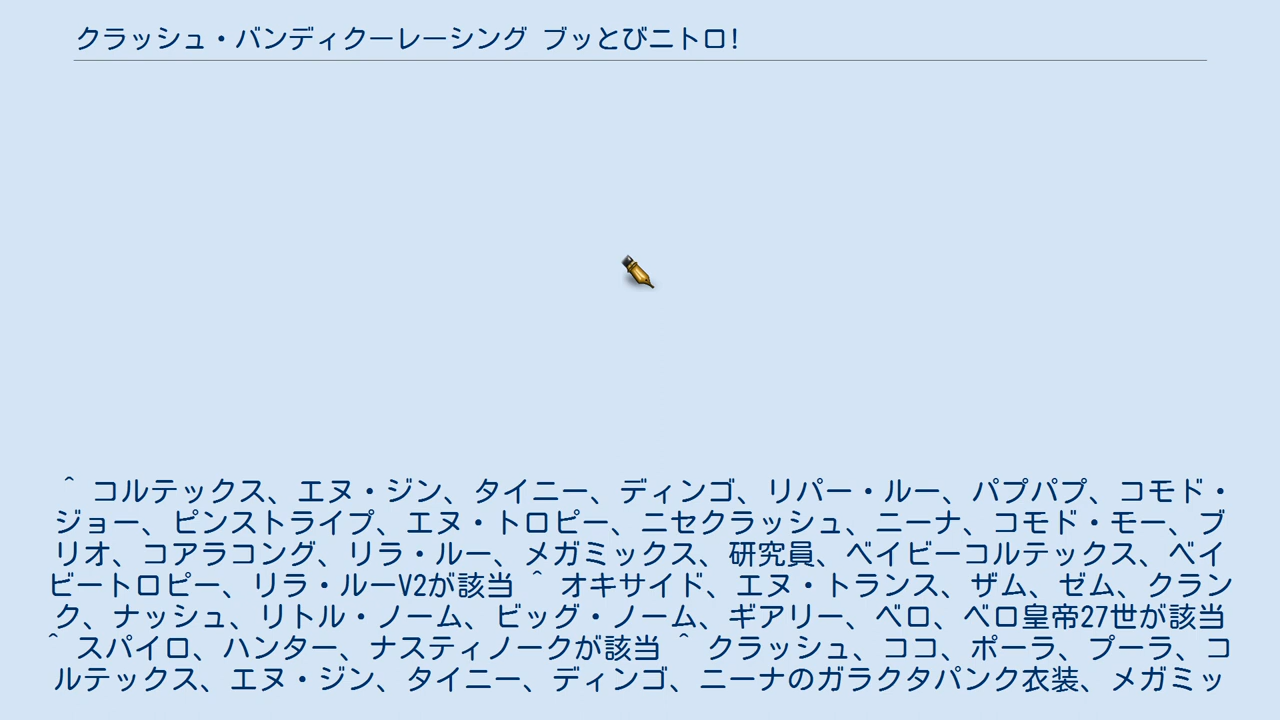 クラッシュ・バンディクーレーシング ブッとびニトロ!
^ コルテックス、エヌ・ジン、タイニー、ディンゴ、リパー・ルー、パプパプ、コモド・
ジョー、ピンストライプ、エヌ・トロピー、ニセクラッシュ、ニーナ、コモド・モー、ブ
リオ、コアラコング、リラ・ルー、メガミックス、研究員、ベイビーコルテックス、ベイ
ビートロピー、リラ・ルーV2が該当 ^ オキサイド、エヌ・トランス、ザム、ゼム、クラン
ク、ナッシュ、リトル・ノーム、ビッグ・ノーム、ギアリー、ベロ、ベロ皇帝27世が該当
^ スパイロ、ハンター、ナスティノークが該当 ^ クラッシュ、ココ、ポーラ、プーラ、コ
ルテックス、エヌ・ジン、タイニー、ディンゴ、ニーナのガラクタパンク衣装、メガミッ